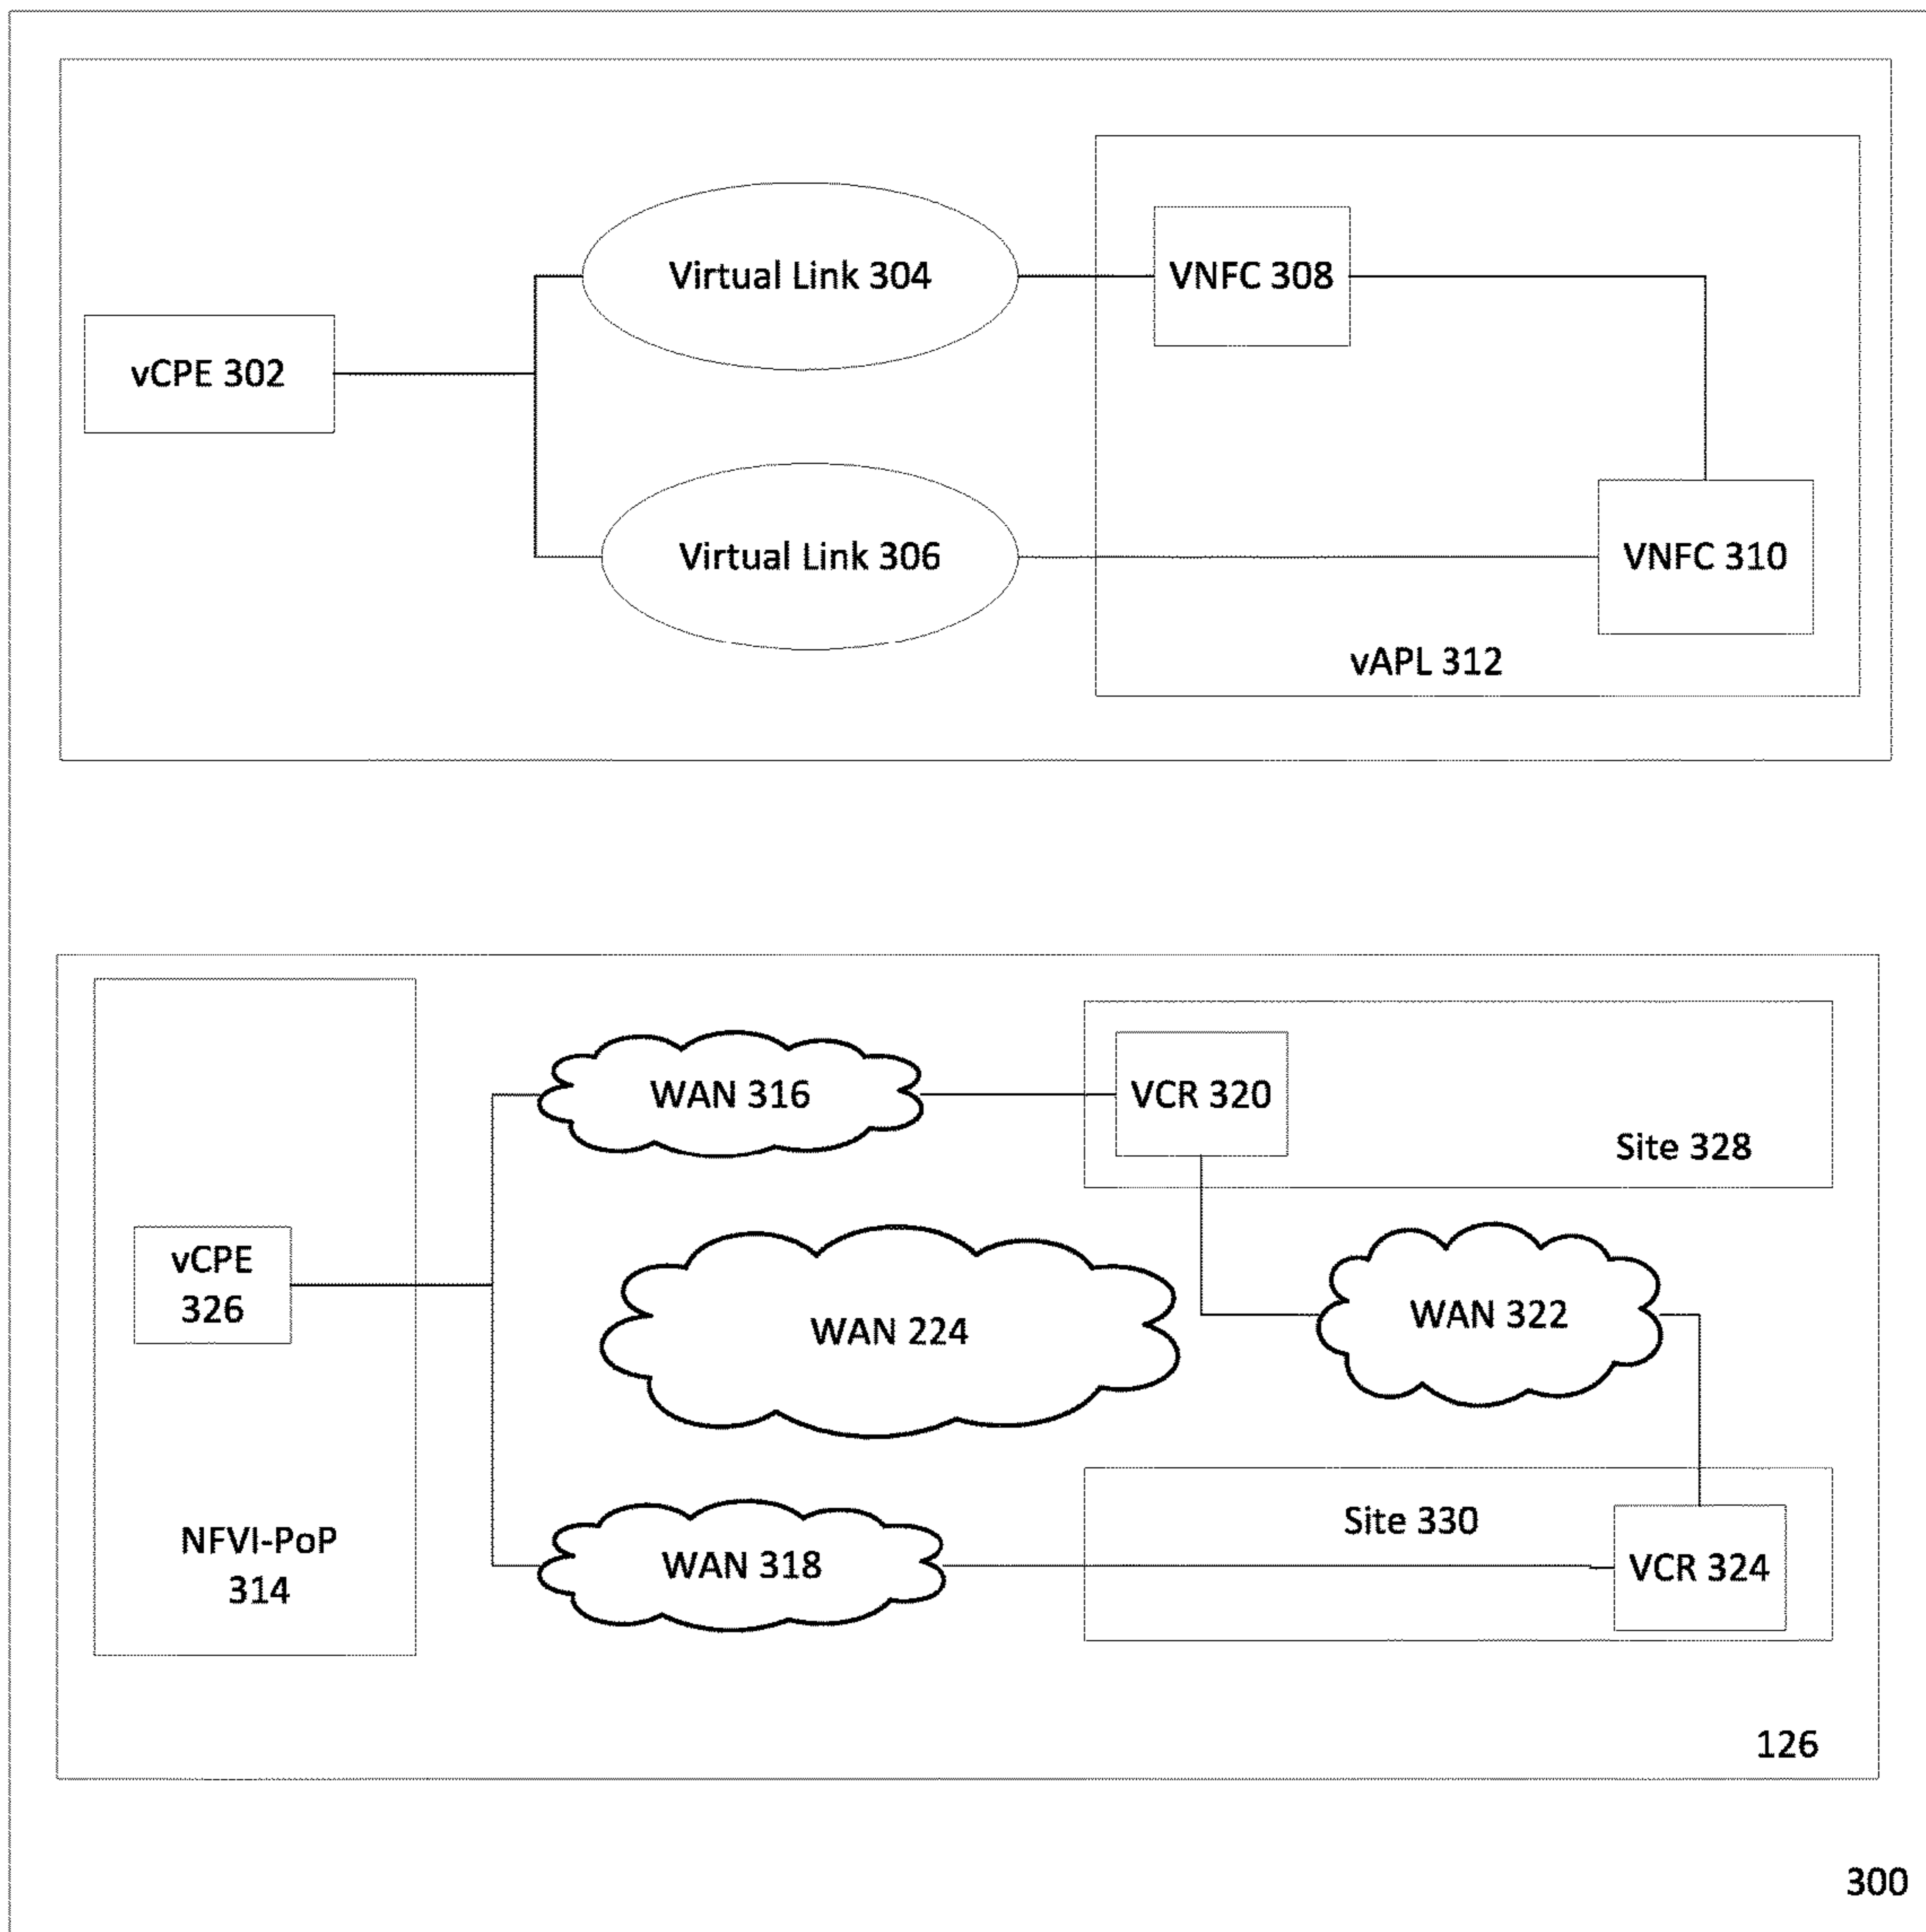 Virtual Link 304
VNFC 308
vCPE 302
Virtual Link 306
VNFC 310
vAPL 312
WAN 316
VCR 320
Site 328
vCPE
326
WAN 224
WAN 322
NFVI-PoP
314
WAN 318
Site 330
VCR 324
126
300